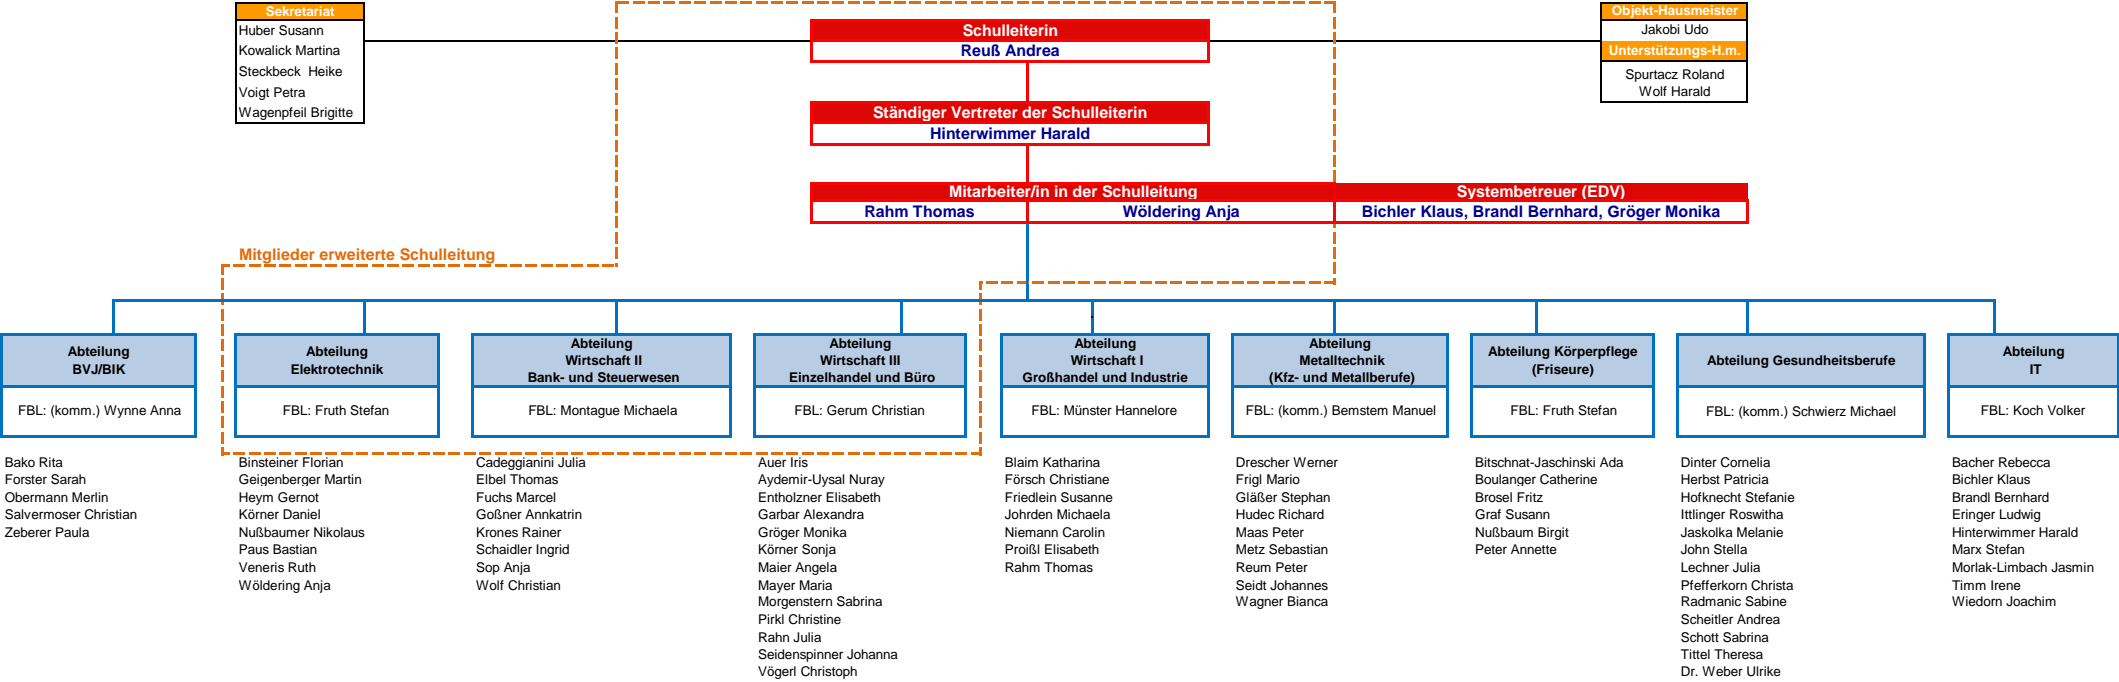 Sekretariat
Huber Susann
Kowalick Martina
Steckbeck  Heike
Voigt Petra
Wagenpfeil Brigitte
Schulleiterin
Reuß Andrea
Objekt-Hausmeister
Jakobi Udo
Unterstützungs-H.m.
Spurtacz Roland
Wolf Harald
Ständiger Vertreter der Schulleiterin
Hinterwimmer Harald
Mitarbeiter/in in der Schulleitung
Systembetreuer (EDV)
Rahm Thomas
Wöldering Anja
Bichler Klaus, Brandl Bernhard, Gröger Monika
Mitglieder erweiterte Schulleitung
Abteilung
BVJ/BIK
FBL: (komm.) Wynne Anna
Bako Rita
Forster Sarah
Obermann Merlin
Salvermoser Christian
Zeberer Paula
Abteilung
Elektrotechnik
FBL: Fruth Stefan
Binsteiner Florian
Geigenberger Martin
Heym Gernot
Körner Daniel
Nußbaumer Nikolaus
Paus Bastian
Veneris Ruth
Wöldering Anja
Abteilung
Wirtschaft II
Bank- und Steuerwesen
FBL: Montague Michaela
Cadeggianini Julia
Elbel Thomas
Fuchs Marcel
Goßner Annkatrin
Krones Rainer
Schaidler Ingrid
Sop Anja
Wolf Christian
Abteilung
Wirtschaft III
Einzelhandel und Büro
FBL: Gerum Christian
Auer Iris
Aydemir-Uysal Nuray
Entholzner Elisabeth
Garbar Alexandra
Gröger Monika
Körner Sonja
Maier Angela
Mayer Maria
Morgenstern Sabrina
Pirkl Christine
Rahn Julia
Seidenspinner Johanna
Vögerl Christoph
Abteilung
Wirtschaft I
Großhandel und Industrie
FBL: Münster Hannelore
Blaim Katharina
Försch Christiane
Friedlein Susanne
Johrden Michaela
Niemann Carolin
Proißl Elisabeth
Rahm Thomas
Abteilung
Metalltechnik
(Kfz- und Metallberufe)
FBL: (komm.) Bemstem Manuel
Drescher Werner
Frigl Mario
Gläßer Stephan
Hudec Richard
Maas Peter
Metz Sebastian
Reum Peter
Seidt Johannes
Wagner Bianca
Abteilung Körperpflege
(Friseure)
FBL: Fruth Stefan
Bitschnat-Jaschinski Ada
Boulanger Catherine
Brosel Fritz
Graf Susann
Nußbaum Birgit
Peter Annette
Abteilung Gesundheitsberufe
FBL: (komm.) Schwierz Michael
Dinter Cornelia
Herbst Patricia
Hofknecht Stefanie
Ittlinger Roswitha
Jaskolka Melanie
John Stella
Lechner Julia
Pfefferkorn Christa
Radmanic Sabine
Scheitler Andrea
Schott Sabrina
Tittel Theresa
Dr. Weber Ulrike
Abteilung
IT
FBL: Koch Volker
Bacher Rebecca
Bichler Klaus
Brandl Bernhard
Eringer Ludwig
Hinterwimmer Harald
Marx Stefan
Morlak-Limbach Jasmin
Timm Irene
Wiedorn Joachim